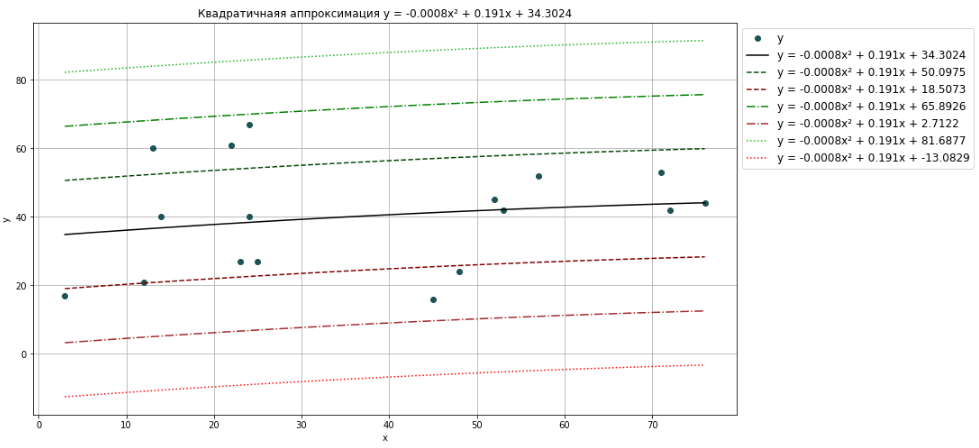 Квадратичнаяя аппроксимация y = -0.0008x² + 0.191x + 34.3024
y
y = -0.0008x² + 0.191x + 34.3024
y = -0.0008x² + 0.191x + 50.0975
y = -0.0008x² + 0.191x + 18.5073
y = -0.0008x² + 0.191x + 65.8926
y = -0.0008x² + 0.191x + 2.7122
y = -0.0008x² + 0.191x + 81.6877
y = -0.0008x² + 0.191x + -13.0829
80
60
40
20
0
y
0 10 20 30 40 50 60 70
x